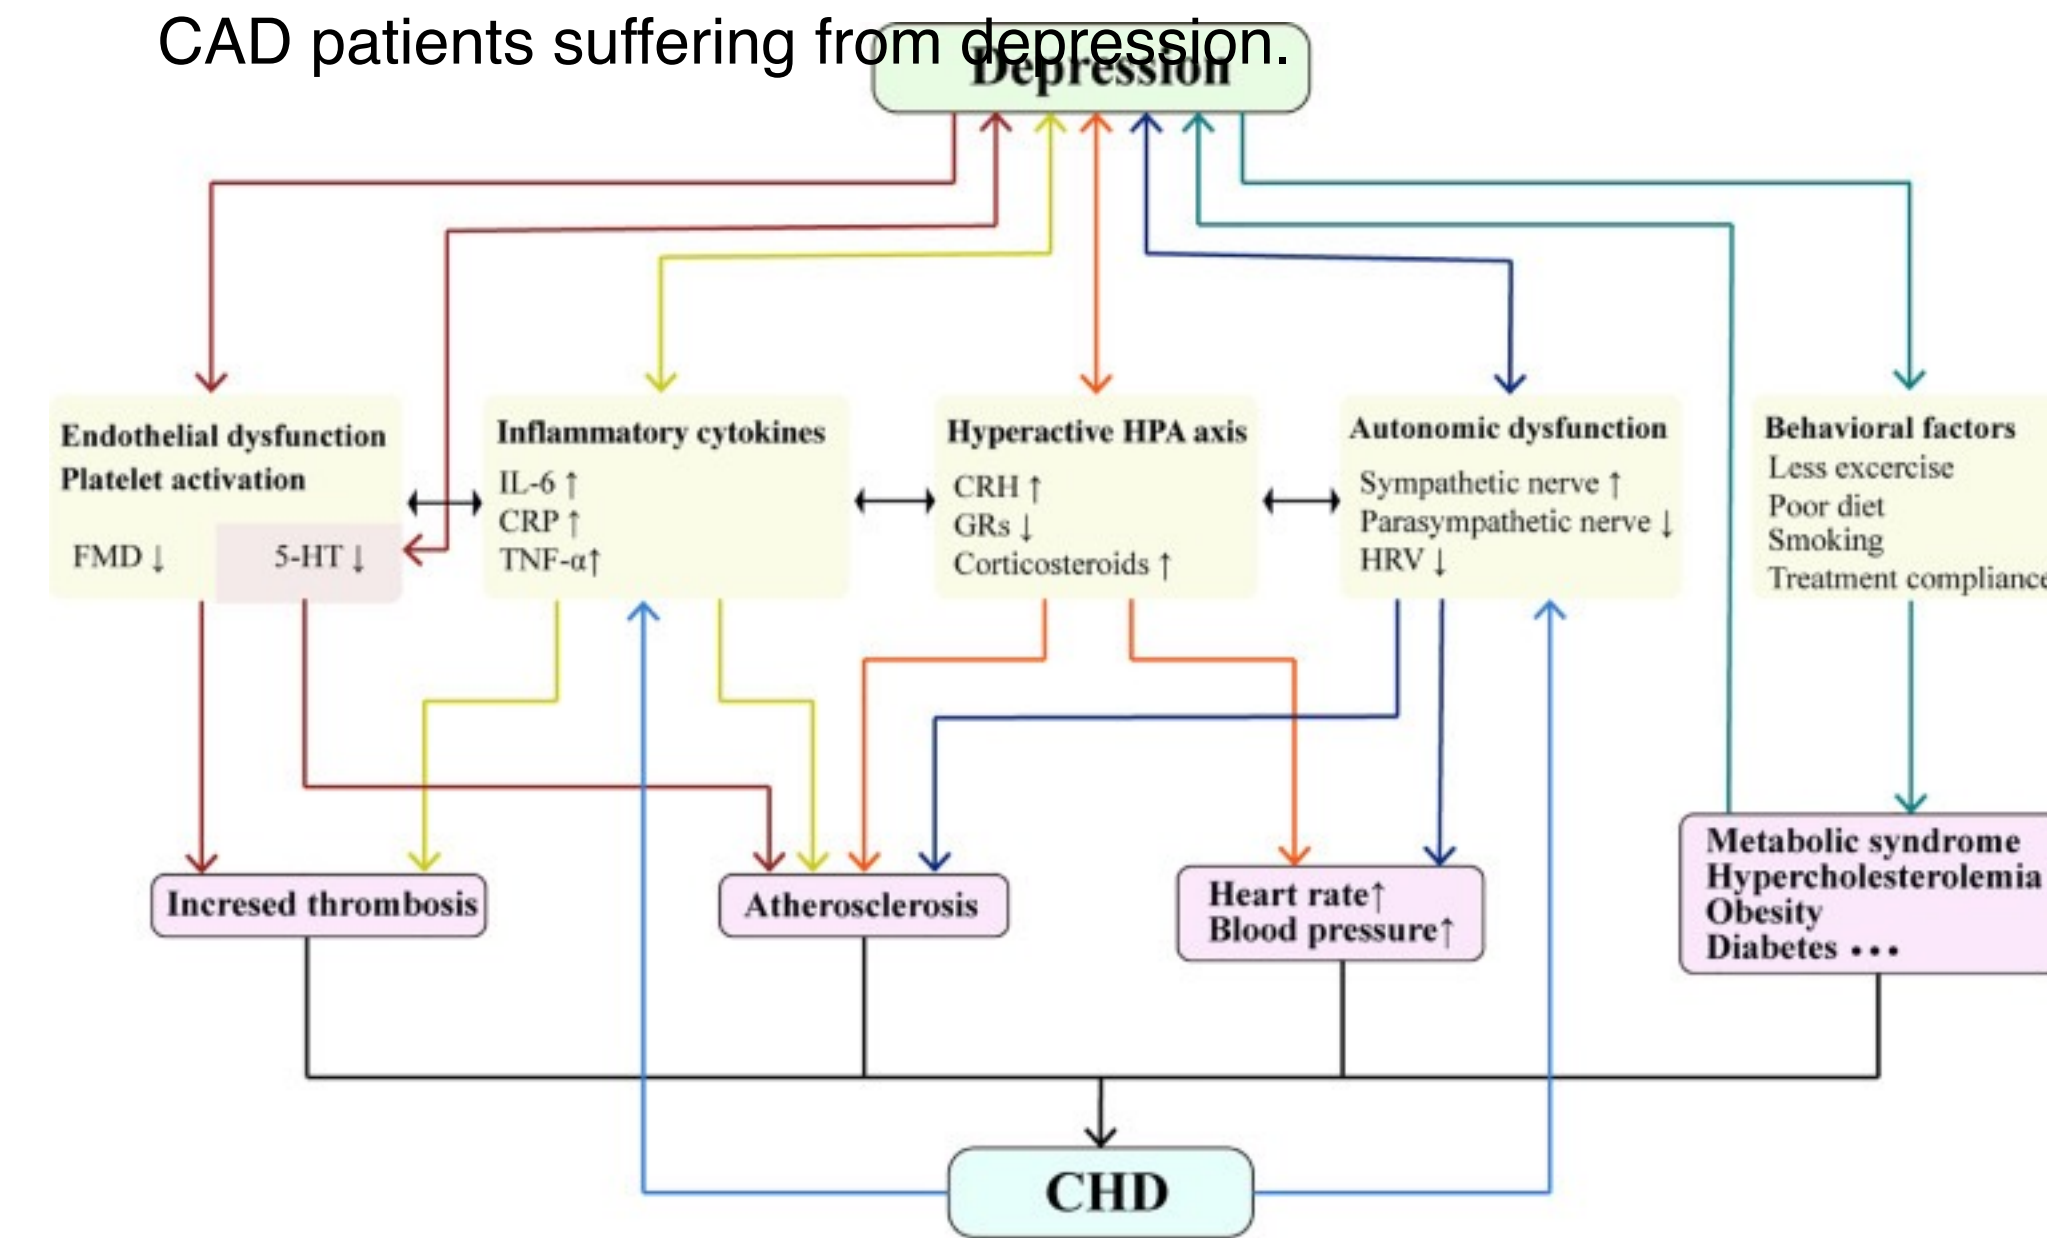 CAD patients suffering from depression.
Depression
Endothelial dysfunction
Platelet activation
FMD ↓
5-HT ↓
Inflammatory cytokines
IL-6 ↑
CRP ↑
TNF-α↑
Hyperactive HPA axis
CRH ↑
GRs ↓
Corticosteroids ↑
Autonomic dysfunction
Sympathetic nerve ↑
Parasympathetic nerve ↓
HRV ↓
Behavioral factors
Less excercise
Poor diet
Smoking
Treatment compliance
Incresed thrombosis
Atherosclerosis
Heart rate↑
Blood pressure↑
Metabolic syndrome
Hypercholesterolemia
Obesity
Diabetes •••
CHD